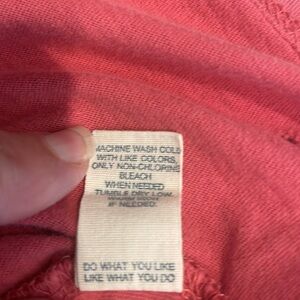 MACHINE WASH COLD
WITH LIKE COLORS,
ONLY NON-CHLORINE
BLEACH
WHEN NEEDED
TUMBLE DRY LOW.
IF NEEDED.
DO WHAT YOU LIKE
LIKE WHAT YOU DO